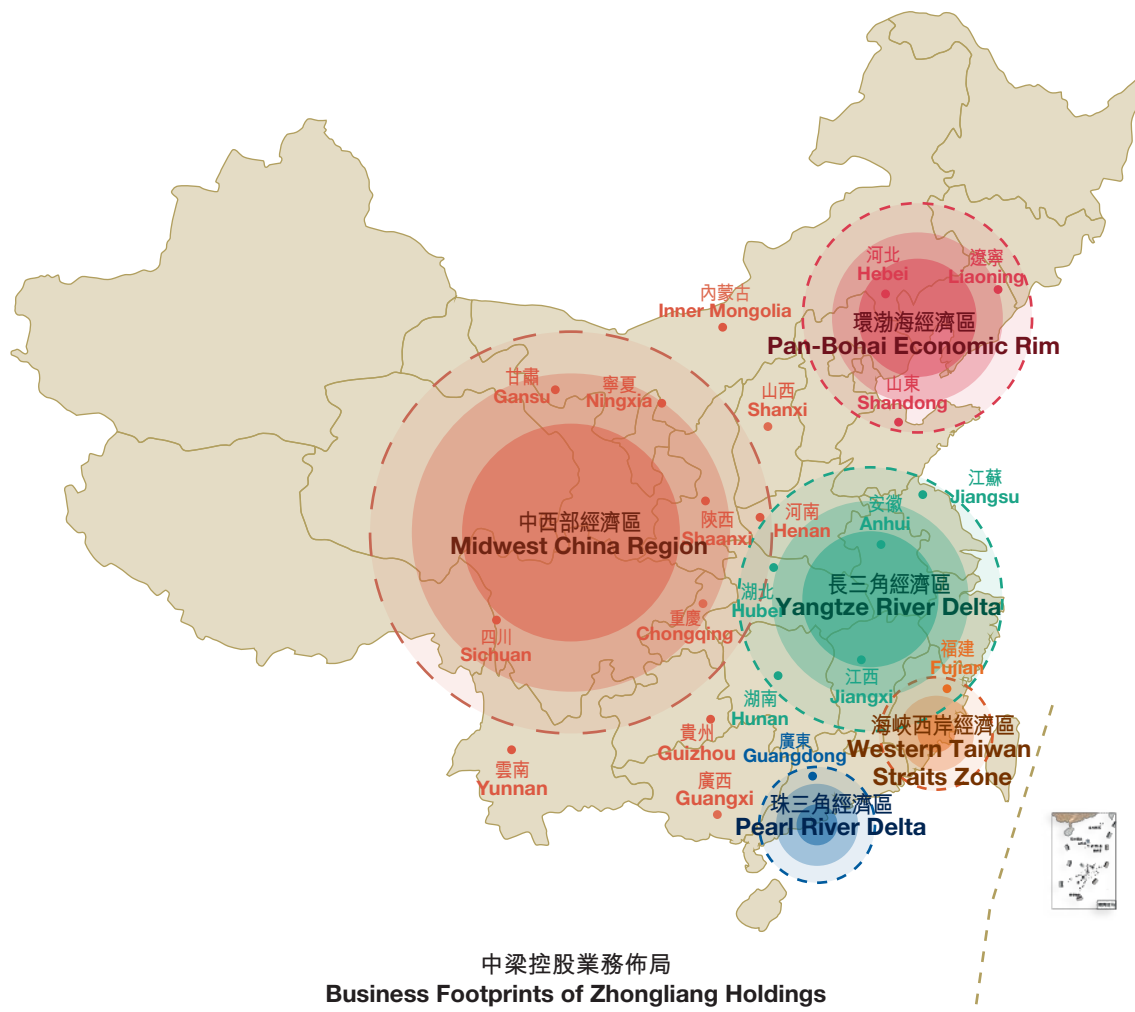 河北
Hebei
遼寧
Liaoning
內蒙古
Inner Mongolia
環渤海經濟區
Pan-Bohai Economic Rim
甘肅
Gansu
寧夏
Ningxia
山西
Shanxi
山東
Shandong
江蘇
Jiangsu
安徽
Anhui
河南
Henan
陝西
Shaanxi
中西部經濟區
Midwest China Region
長三角經濟區
Yangtze River Delta
湖北
Hubei
重慶
Chongqing
四川
Sichuan
福建
Fujian
江西
Jiangxi
湖南
Hunan
海峽西岸經濟區
Western Taiwan
Straits Zone
貴州
Guizhou
廣東
Guangdong
雲南
Yunnan
廣西
Guangxi
珠三角經濟區
Pearl River Delta
中梁控股業務佈局
Business Footprints of Zhongliang Holdings